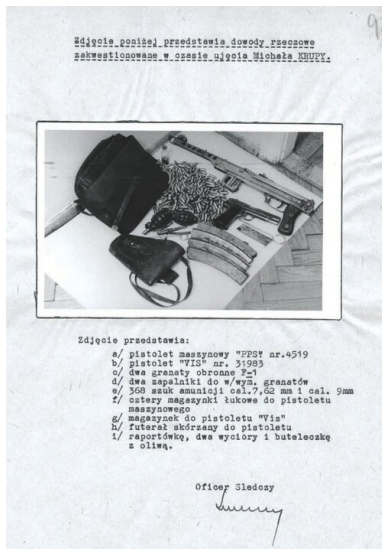 Zdjęcie poniżej przedstawia dowody rzeczowe
zakwestionowane w czasie ujęcia Michała KRUPY.
Zdjęcie przedstawia:
a/ pistolet maszynowy "PPS" nr.4519
b/ pistolet "VIS" nr. 31983
c/ dwa granaty obronne F-1
d/ dwa zapalniki do w/wym. granatów
e/ 368 szuk amunicji cal.7,62 mm i cal. 9mm
f/ cztery magazynki łukowe do pistoletu
maszynowego
g/ magazynek do pistoletu "Vis"
h/ futerał skórzany do pistoletu
i/ raportówkę, dwa wyciory i buteleczkę
z oliwą.
Oficer Sledczy